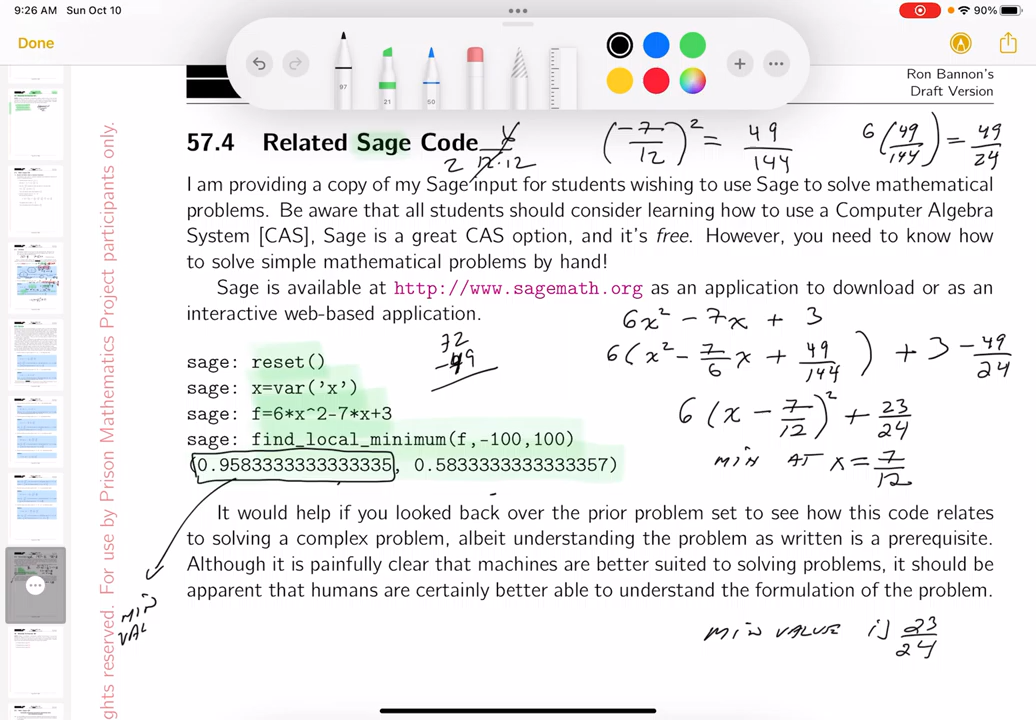 9:26 AM Sun Oct 10
90%
Done
97
21
50
Ron Bannon's
Draft Version
57.4 Related Sage Code
6
2 12·12
(-7/12)² = 49/144
6(49/144) = 49/24
I am providing a copy of my Sage input for students wishing to use Sage to solve mathematical
problems. Be aware that all students should consider learning how to use a Computer Algebra
System [CAS], Sage is a great CAS option, and it's free. However, you need to know how
to solve simple mathematical problems by hand!
Sage is available at http://www.sagemath.org as an application to download or as an
interactive web-based application.
6x² - 7x + 3
72
-49
6(x² - 7/6 x + 49/144) + 3 - 49/24
6(x - 7/12)² + 23/24
MIN AT x = 7/12
sage: reset()
sage: x=var('x')
sage: f=6*x^2-7*x+3
sage: find_local_minimum(f,-100,100)
(0.9583333333333335, 0.5833333333333357)
It would help if you looked back over the prior problem set to see how this code relates
to solving a complex problem, albeit understanding the problem as written is a prerequisite.
Although it is painfully clear that machines are better suited to solving problems, it should be
apparent that humans are certainly better able to understand the formulation of the problem.
MIN
VAL
MIN VALUE is 23/24
ghts reserved. For use by Prison Mathematics Project participants only.